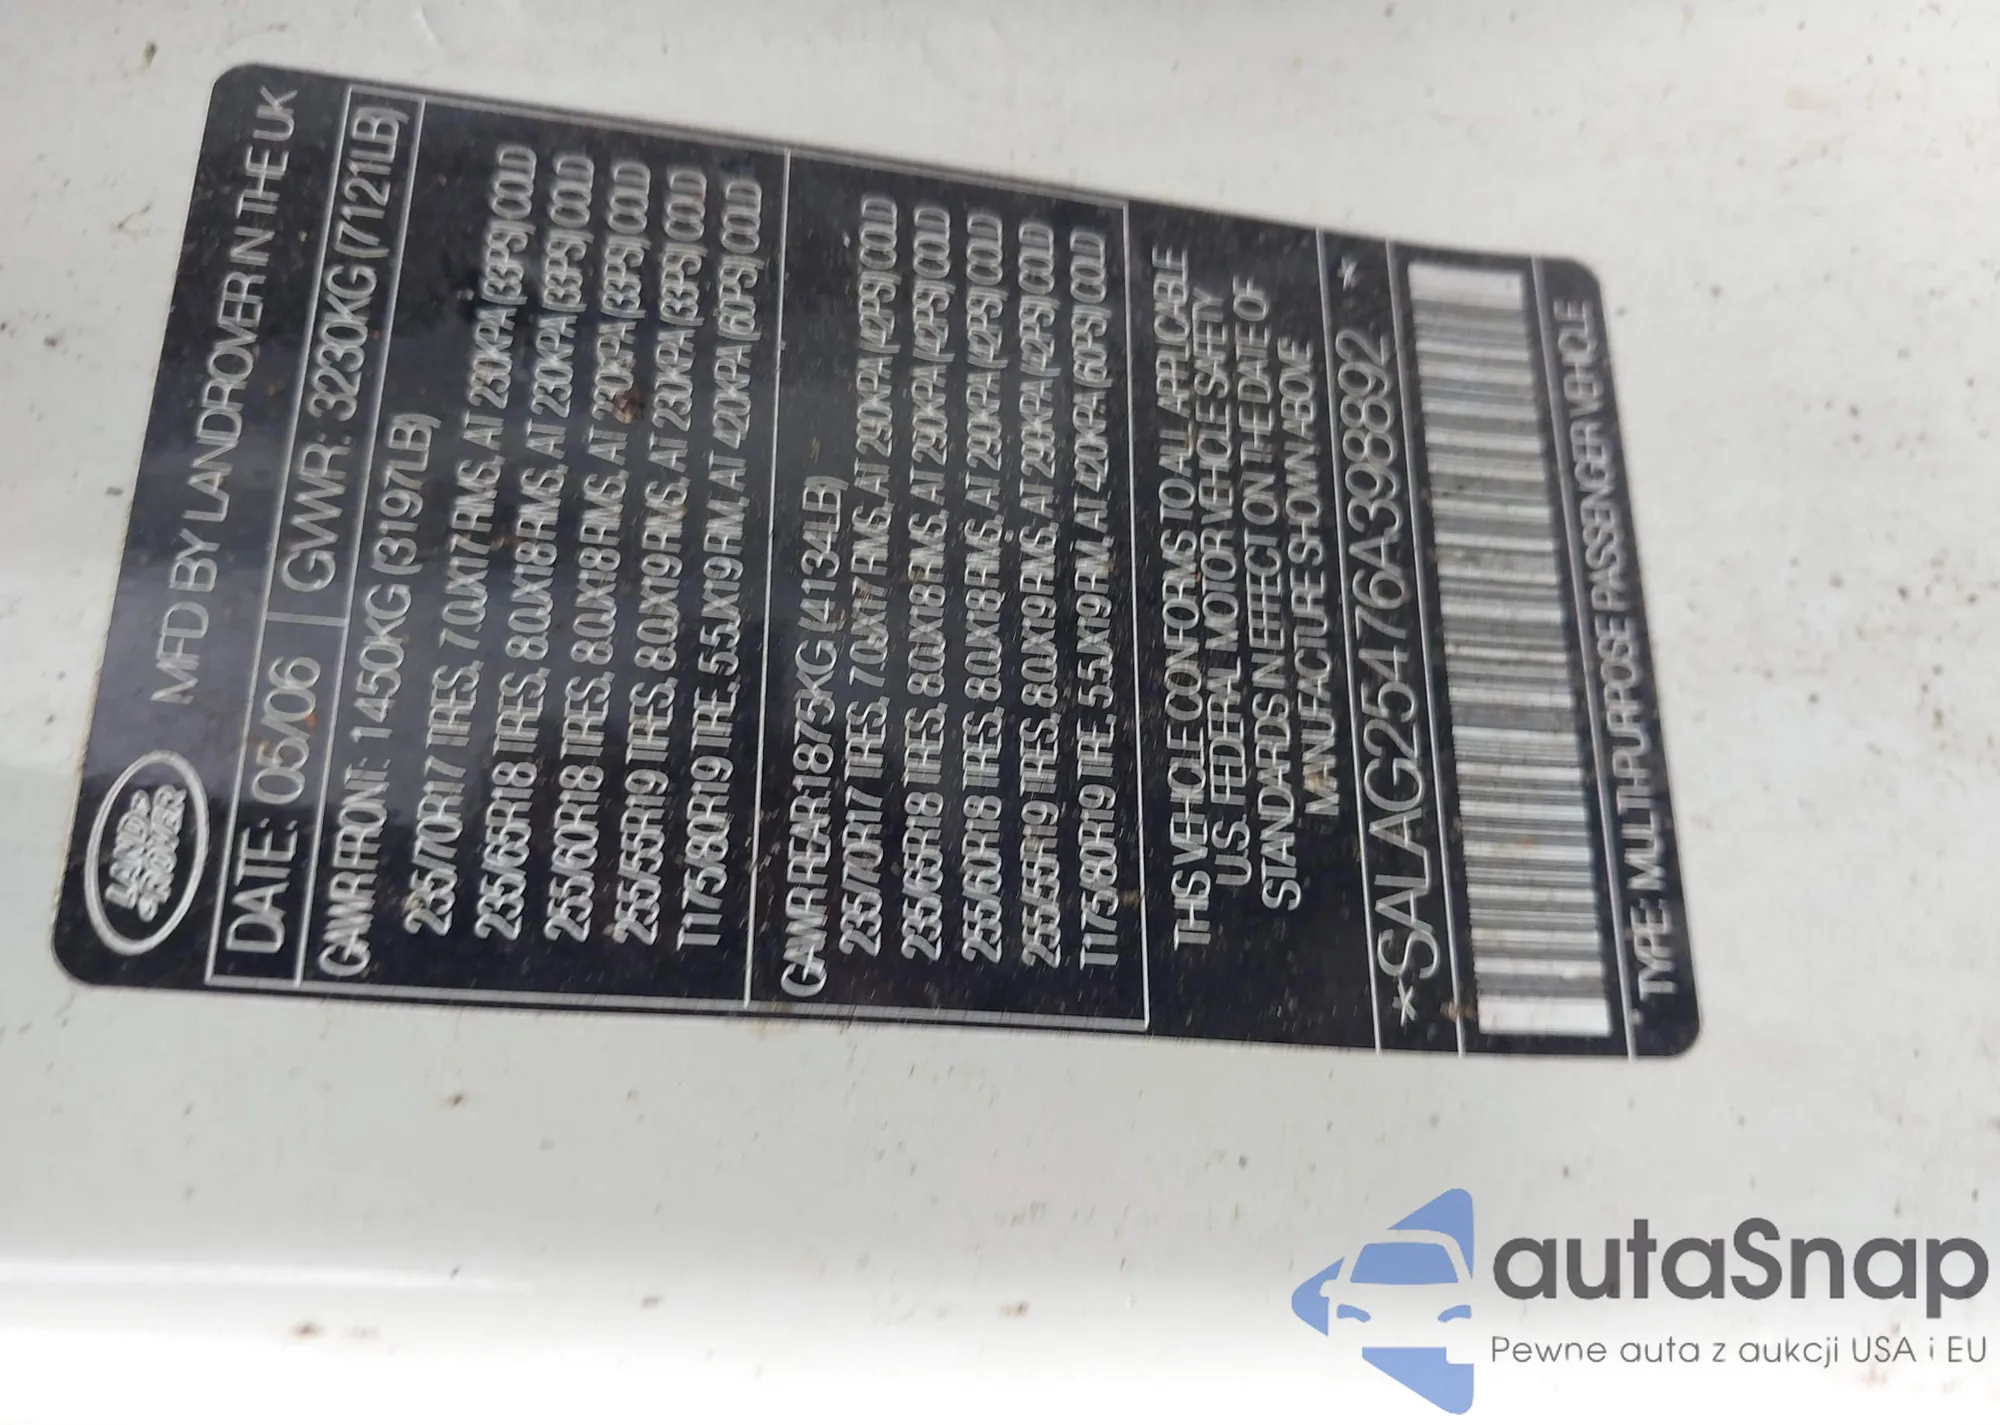 LAND ROVER
MFD BY LAND ROVER IN THE UK
DATE: 05/06 GVWR: 3230KG (7121LB)
GAWR FRONT: 1450KG (3197LB)
235/70R17 TIRES, 7.0JX17 RIMS, AT 230KPA (33PSI) COLD
235/65R18 TIRES, 8.0JX18 RIMS, AT 230KPA (33PSI) COLD
255/60R18 TIRES, 8.0JX18 RIMS, AT 230KPA (33PSI) COLD
255/55R19 TIRES, 8.0JX19 RIMS, AT 230KPA (33PSI) COLD
T175/80R19 TIRE, 5.5JX19 RIM, AT 420KPA (60PSI) COLD
GAWR REAR 1875KG (4134LB)
235/70R17 TIRES, 7.0JX17 RIMS, AT 290KPA (42PSI) COLD
235/65R18 TIRES, 8.0JX18 RIMS, AT 290KPA (42PSI) COLD
255/60R18 TIRES, 8.0JX18 RIMS, AT 290KPA (42PSI) COLD
255/55R19 TIRES, 8.0JX19 RIMS, AT 290KPA (42PSI) COLD
T175/80R19 TIRE, 5.5JX19 RIM, AT 420KPA (60PSI) COLD
THIS VEHICLE CONFORMS TO ALL APPLICABLE
U.S. FEDERAL MOTOR VEHICLE SAFETY
STANDARDS IN EFFECT ON THE DATE OF
MANUFACTURE SHOWN ABOVE
*SALAG25476A398892*
TYPE: MULTIPURPOSE PASSENGER VEHICLE
autaSnap
Pewne auta z aukcji USA i EU